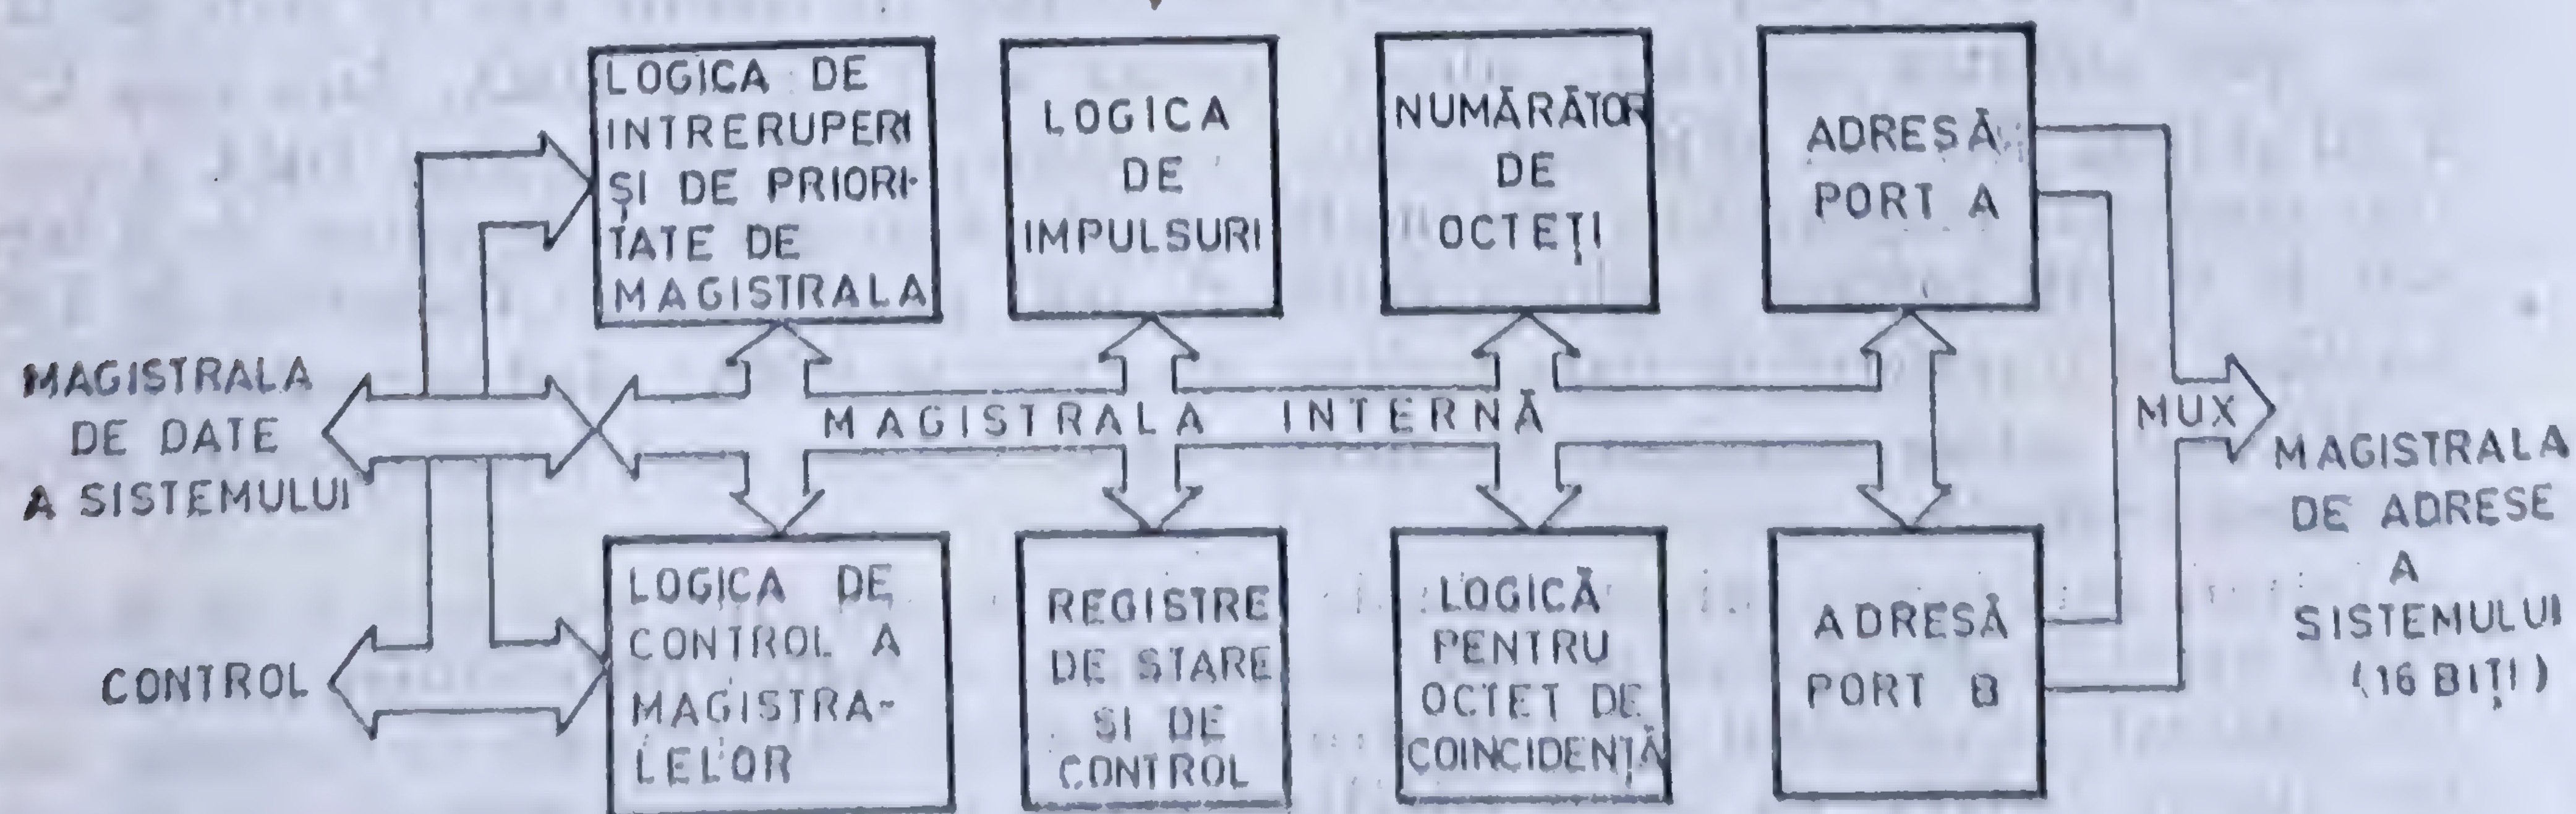 LOGICA DE
INTRERUPERI
ȘI DE PRIORI-
TATE DE
MAGISTRALA
LOGICA
DE
IMPULSURI
NUMĂRĂTOR
DE
OCTEȚI
ADRESĂ
PORT A
MAGISTRALA
DE DATE
A SISTEMULUI
MAGISTRALA INTERNĂ
MUX
MAGISTRALA
DE ADRESE
A
SISTEMULUI
(16 BIȚI)
CONTROL
LOGICA DE
CONTROL A
MAGISTRA-
LELOR
REGISTRE
DE STARE
SI DE
CONTROL
LOGICĂ
PENTRU
OCTET DE
COINCIDENȚĂ
ADRESĂ
PORT B